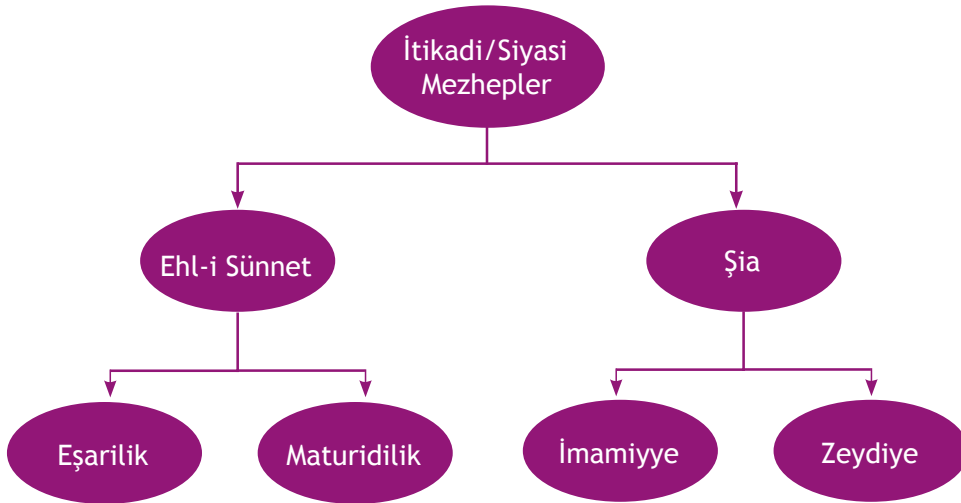 İtikadi/Siyasi
Mezhepler
Ehl-i Sünnet
Şia
Eşarilik
Maturidilik
İmamiyye
Zeydiye